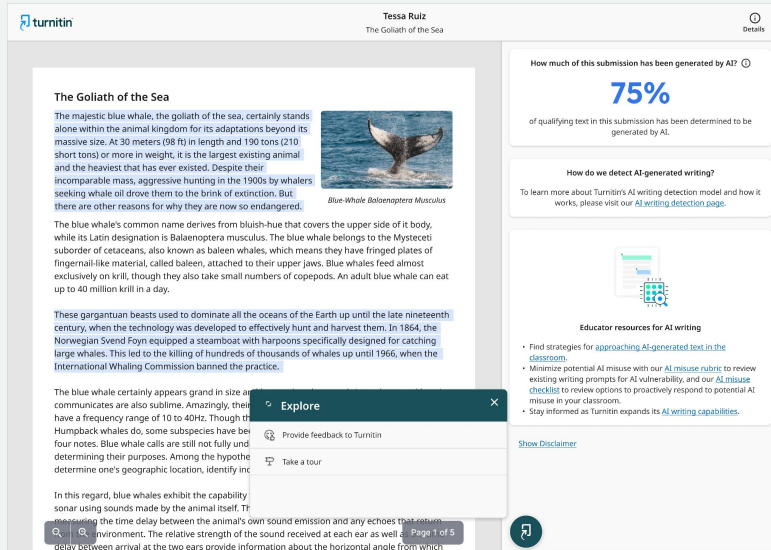 turnitin
Tessa Ruiz
The Goliath of the Sea
Details
The Goliath of the Sea
The majestic blue whale, the goliath of the sea, certainly stands
alone within the animal kingdom for its adaptations beyond its
massive size. At 30 meters (98 ft) in length and 190 tons (210
short tons) or more in weight, it is the largest existing animal
and the heaviest that has ever existed. Despite their
incomparable mass, aggressive hunting in the 1900s by whalers
seeking whale oil drove them to the brink of extinction. But
there are other reasons for why they are now so endangered.
Blue-Whale Balaenoptera Musculus
The blue whale's common name derives from bluish-hue that covers the upper side of it body,
while its Latin designation is Balaenoptera musculus. The blue whale belongs to the Mysteceti
suborder of cetaceans, also known as baleen whales, which means they have fringed plates of
fingernail-like material, called baleen, attached to their upper jaws. Blue whales feed almost
exclusively on krill, though they also take small numbers of copepods. An adult blue whale can eat
up to 40 million krill in a day.
These gargantuan beasts used to dominate all the oceans of the Earth up until the late nineteenth
century, when the technology was developed to effectively hunt and harvest them. In 1864, the
Norwegian Svend Foyn equipped a steamboat with harpoons specifically designed for catching
large whales. This led to the killing of hundreds of thousands of whales up until 1966, when the
International Whaling Commission banned the practice.
The blue whale certainly appears grand in size
communicates are also sublime. Amazingly, their
have a frequency range of 10 to 40Hz. Though
Humpback whales do, some subspecies have
four notes. Blue whale calls are still not fully
determining their purposes. Among the
determine one's geographic location, identify
In this regard, blue whales exhibit the capability
sonar using sounds made by the animal itself.
measuring the time delay between the animal's own sound emission and any echoes that return
environment. The relative strength of the sound received at each ear as well
delay between arrival at the two ears provide information about the horizontal angle from which
Page 1 of 5
Explore
Provide feedback to Turnitin
Take a tour
How much of this submission has been generated by AI?
75%
of qualifying text in this submission has been determined to be
generated by AI.
How do we detect AI-generated writing?
To learn more about Turnitin's AI writing detection model and how it
works, please visit our AI writing detection page.
Educator resources for AI writing
• Find strategies for approaching AI-generated text in the
classroom.
• Minimize potential AI misuse with our AI misuse rubric to review
existing writing prompts for AI vulnerability, and our AI misuse
checklist to review options to proactively respond to potential AI
misuse in your classroom.
• Stay informed as Turnitin expands its AI writing capabilities.
Show Disclaimer